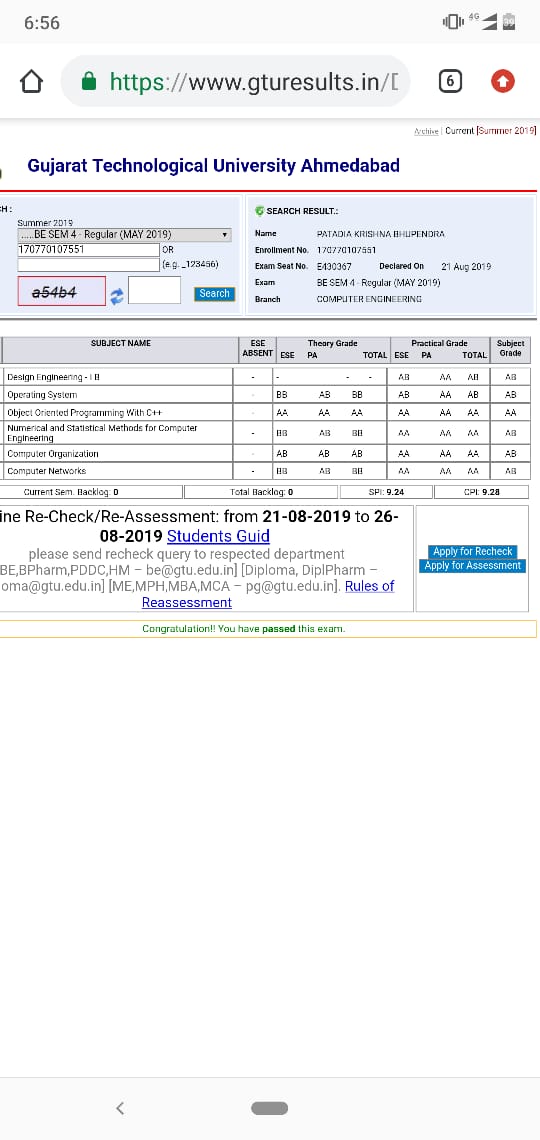 6:56
4G
39
https://www.gturesults.in/
6
Archive | Current [Summer 2019]
Gujarat Technological University Ahmedabad
CH :
Summer 2019
.....BE SEM 4 - Regular (MAY 2019)
170770107551 OR
(e.g. _123456)
a54b4
Search
SEARCH RESULT.:
Name PATADIA KRISHNA BHUPENDRA
Enrollment No. 170770107551
Exam Seat No. E430367 Declared On 21 Aug 2019
Exam BE SEM 4 - Regular (MAY 2019)
Branch COMPUTER ENGINEERING
SUBJECT NAME ESE ABSENT Theory Grade Practical Grade Subject Grade
ESE PA TOTAL ESE PA TOTAL
Design Engineering - I B - - - - AB AA AB AB
Operating System - BB AB BB AB AA AB AB
Object Oriented Programming With C++ - AA AA AA AA AA AA AA
Numerical and Statistical Methods for Computer
Engineering - BB AB BB AA AA AA AB
Computer Organization - AB AB AB AA AA AA AB
Computer Networks - BB AB BB AA AA AA AB
Current Sem. Backlog: 0 Total Backlog: 0 SPI: 9.24 CPI: 9.28
ine Re-Check/Re-Assessment: from 21-08-2019 to 26-
08-2019 Students Guid
please send recheck query to respected department
BE,BPharm,PDDC,HM – be@gtu.edu.in] [Diploma, DiplPharm –
oma@gtu.edu.in] [ME,MPH,MBA,MCA – pg@gtu.edu.in]. Rules of
Reassessment
Apply for Recheck
Apply for Assessment
Congratulation!! You have passed this exam.